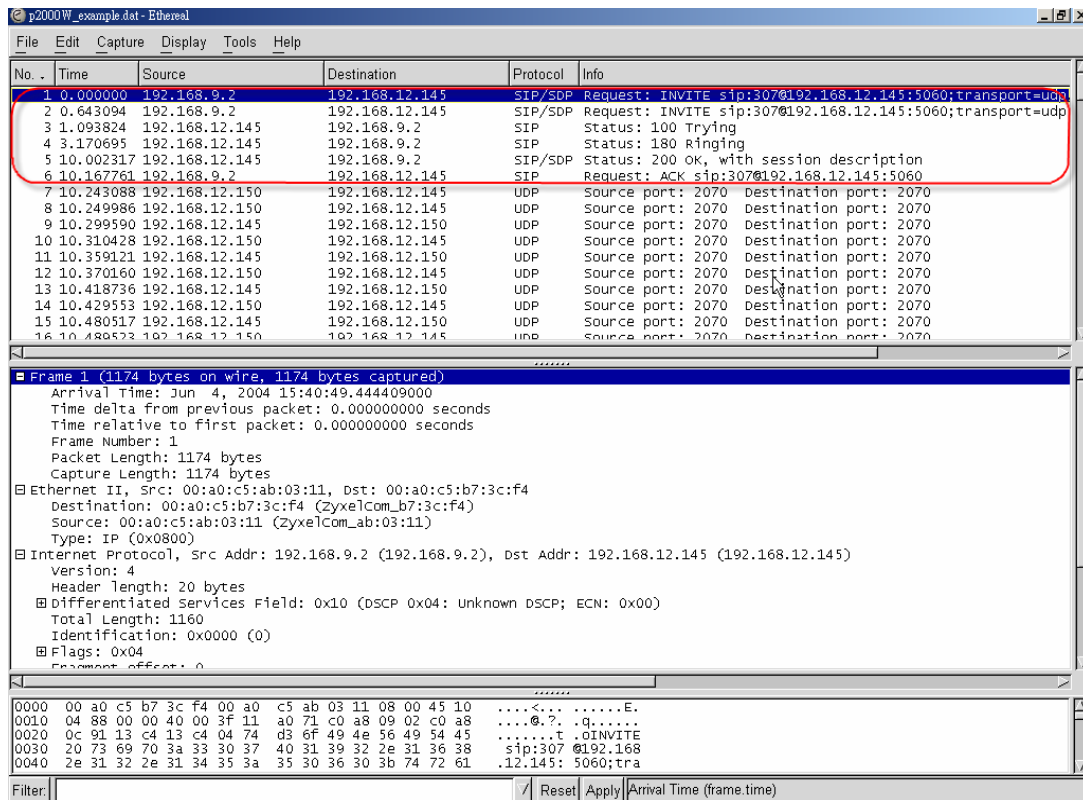 p2000W_example.dat - Ethereal
File Edit Capture Display Tools Help
No. . Time Source Destination Protocol Info
1 0.000000 192.168.9.2 192.168.12.145 SIP/SDP Request: INVITE sip:307@192.168.12.145:5060;transport=udp
2 0.643094 192.168.9.2 192.168.12.145 SIP/SDP Request: INVITE sip:307@192.168.12.145:5060;transport=udp
3 1.093824 192.168.12.145 192.168.9.2 SIP Status: 100 Trying
4 3.170695 192.168.12.145 192.168.9.2 SIP Status: 180 Ringing
5 10.002317 192.168.12.145 192.168.9.2 SIP/SDP Status: 200 OK, with session description
6 10.167761 192.168.9.2 192.168.12.145 SIP Request: ACK sip:307@192.168.12.145:5060
7 10.243088 192.168.12.145 192.168.12.150 UDP Source port: 2070 Destination port: 2070
8 10.249986 192.168.12.150 192.168.12.145 UDP Source port: 2070 Destination port: 2070
9 10.299590 192.168.12.145 192.168.12.150 UDP Source port: 2070 Destination port: 2070
10 10.310428 192.168.12.150 192.168.12.145 UDP Source port: 2070 Destination port: 2070
11 10.359121 192.168.12.145 192.168.12.150 UDP Source port: 2070 Destination port: 2070
12 10.370160 192.168.12.150 192.168.12.145 UDP Source port: 2070 Destination port: 2070
13 10.418736 192.168.12.145 192.168.12.150 UDP Source port: 2070 Destination port: 2070
14 10.429553 192.168.12.150 192.168.12.145 UDP Source port: 2070 Destination port: 2070
15 10.480517 192.168.12.145 192.168.12.150 UDP Source port: 2070 Destination port: 2070
16 10.489523 192.168.12.150 192.168.12.145 UDP Source port: 2070 Destination port: 2070
Frame 1 (1174 bytes on wire, 1174 bytes captured)
Arrival Time: Jun 4, 2004 15:40:49.444409000
Time delta from previous packet: 0.000000000 seconds
Time relative to first packet: 0.000000000 seconds
Frame Number: 1
Packet Length: 1174 bytes
Capture Length: 1174 bytes
Ethernet II, Src: 00:a0:c5:ab:03:11, Dst: 00:a0:c5:b7:3c:f4
Destination: 00:a0:c5:b7:3c:f4 (ZyxelCom_b7:3c:f4)
Source: 00:a0:c5:ab:03:11 (ZyxelCom_ab:03:11)
Type: IP (0x0800)
Internet Protocol, Src Addr: 192.168.9.2 (192.168.9.2), Dst Addr: 192.168.12.145 (192.168.12.145)
Version: 4
Header length: 20 bytes
Differentiated Services Field: 0x10 (DSCP 0x04: Unknown DSCP; ECN: 0x00)
Total Length: 1160
Identification: 0x0000 (0)
Flags: 0x04
Fragment offset: 0
0000 00 a0 c5 b7 3c f4 00 a0 c5 ab 03 11 08 00 45 10 ....<... ......E.
0010 04 88 00 00 40 00 3f 11 a0 71 c0 a8 09 02 c0 a8 ....@.?. .q......
0020 0c 91 13 c4 13 c4 04 74 d3 6f 49 4e 56 49 54 45 .......t .oINVITE
0030 20 73 69 70 3a 33 30 37 40 31 39 32 2e 31 36 38 sip:307 @192.168
0040 2e 31 32 2e 31 34 35 3a 35 30 36 30 3b 74 72 61 .12.145: 5060;tra
Filter: Reset Apply Arrival Time (frame.time)